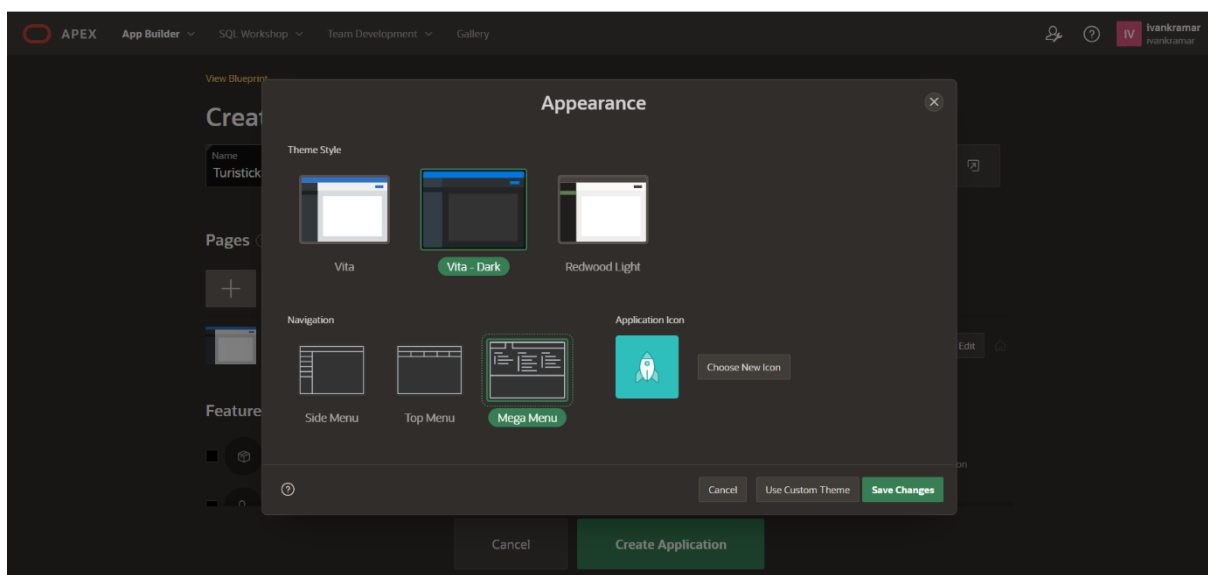 APEX App Builder SQL Workshop Team Development Gallery
IV ivankramar
ivankramar
View Blueprint
Creat
Name
Turistick
Pages
Feature
Appearance
Theme Style
Vita Vita - Dark Redwood Light
Navigation Application Icon
Choose New Icon
Side Menu Top Menu Mega Menu
Edit
on
Cancel Use Custom Theme Save Changes
Cancel Create Application